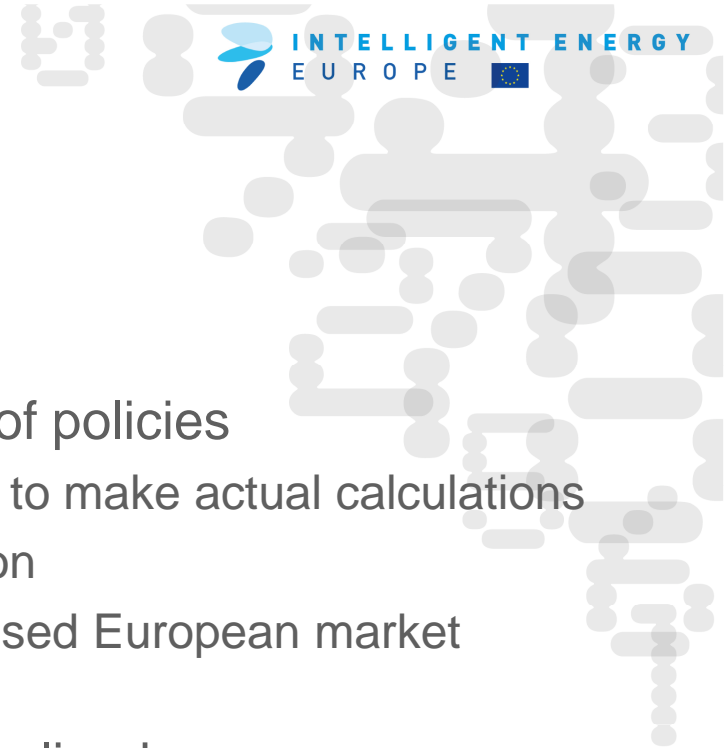 INTELLIGENT ENERGY
EUROPE
of policies
to make actual calculations
on
sed European market